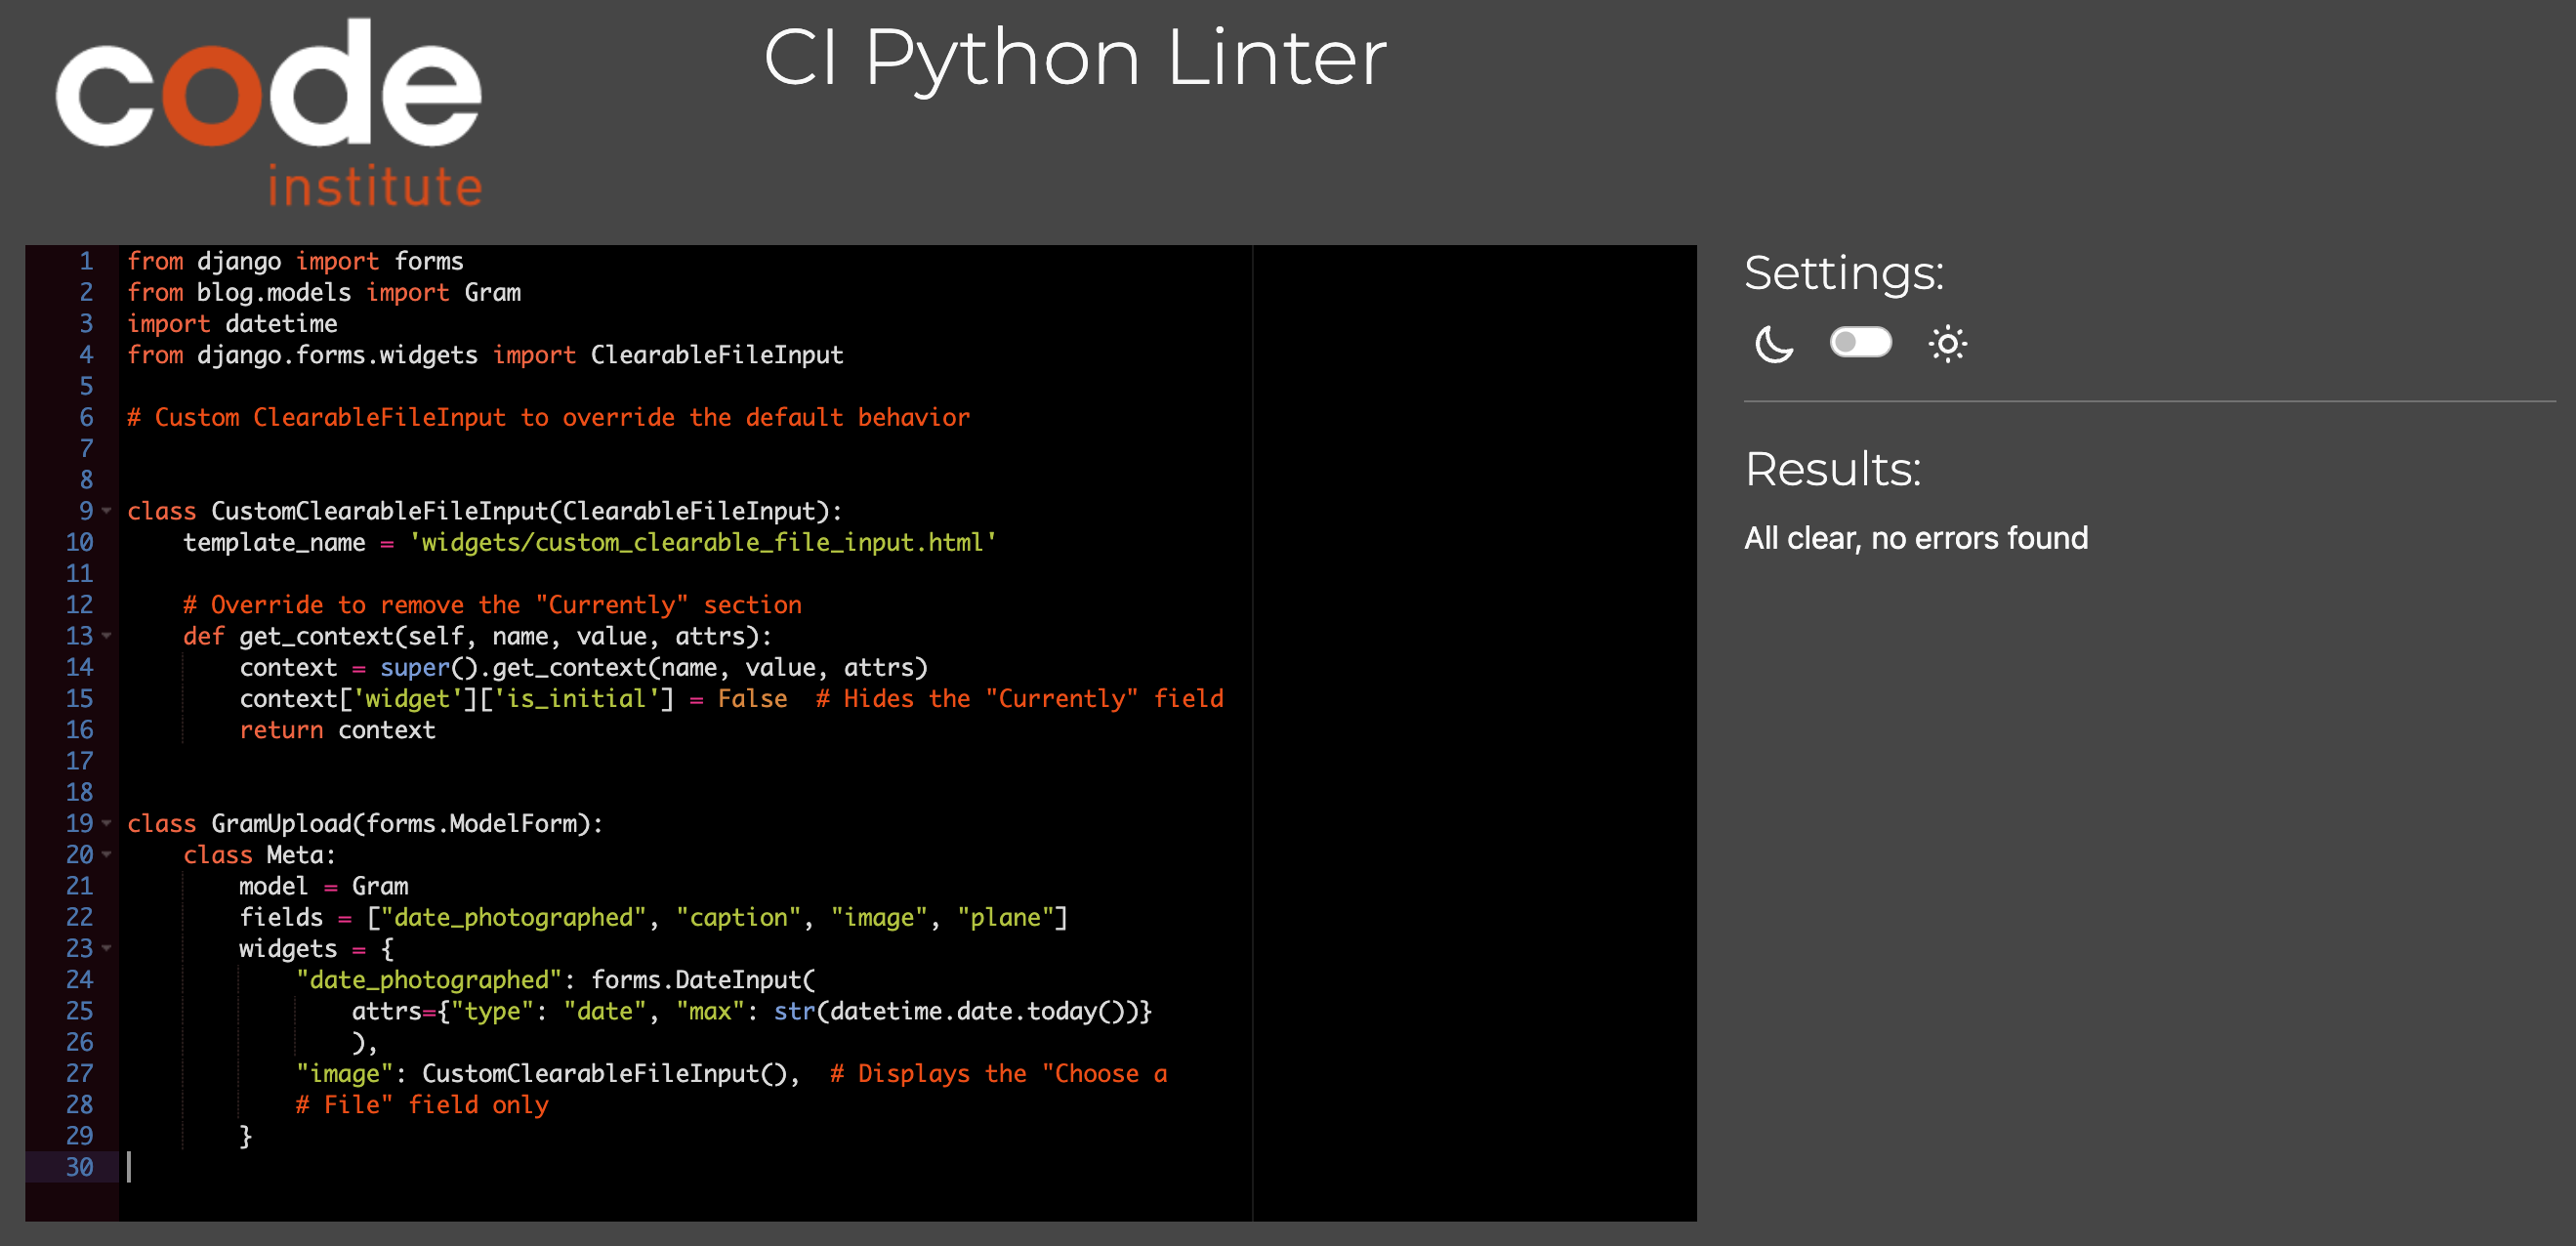 code
institute
CI Python Linter
1 from django import forms
2 from blog.models import Gram
3 import datetime
4 from django.forms.widgets import ClearableFileInput
5
6 # Custom ClearableFileInput to override the default behavior
7
8
9 class CustomClearableFileInput(ClearableFileInput):
10     template_name = 'widgets/custom_clearable_file_input.html'
11
12     # Override to remove the "Currently" section
13     def get_context(self, name, value, attrs):
14         context = super().get_context(name, value, attrs)
15         context['widget']['is_initial'] = False  # Hides the "Currently" field
16         return context
17
18
19 class GramUpload(forms.ModelForm):
20     class Meta:
21         model = Gram
22         fields = ["date_photographed", "caption", "image", "plane"]
23         widgets = {
24             "date_photographed": forms.DateInput(
25                 attrs={"type": "date", "max": str(datetime.date.today())}
26                 ),
27             "image": CustomClearableFileInput(),  # Displays the "Choose a
28             # File" field only
29         }
30
Settings:
Results:
All clear, no errors found